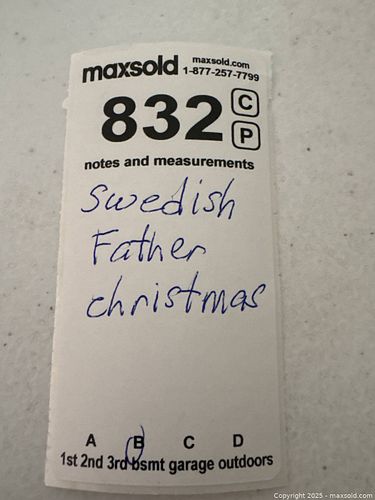 maxsold maxsold.com
1-877-257-7799
832 C
P
notes and measurements
Swedish
Father
christmas
A B C D
1st 2nd 3rd bsmt garage outdoors
Copyright 2025 - maxsold.com